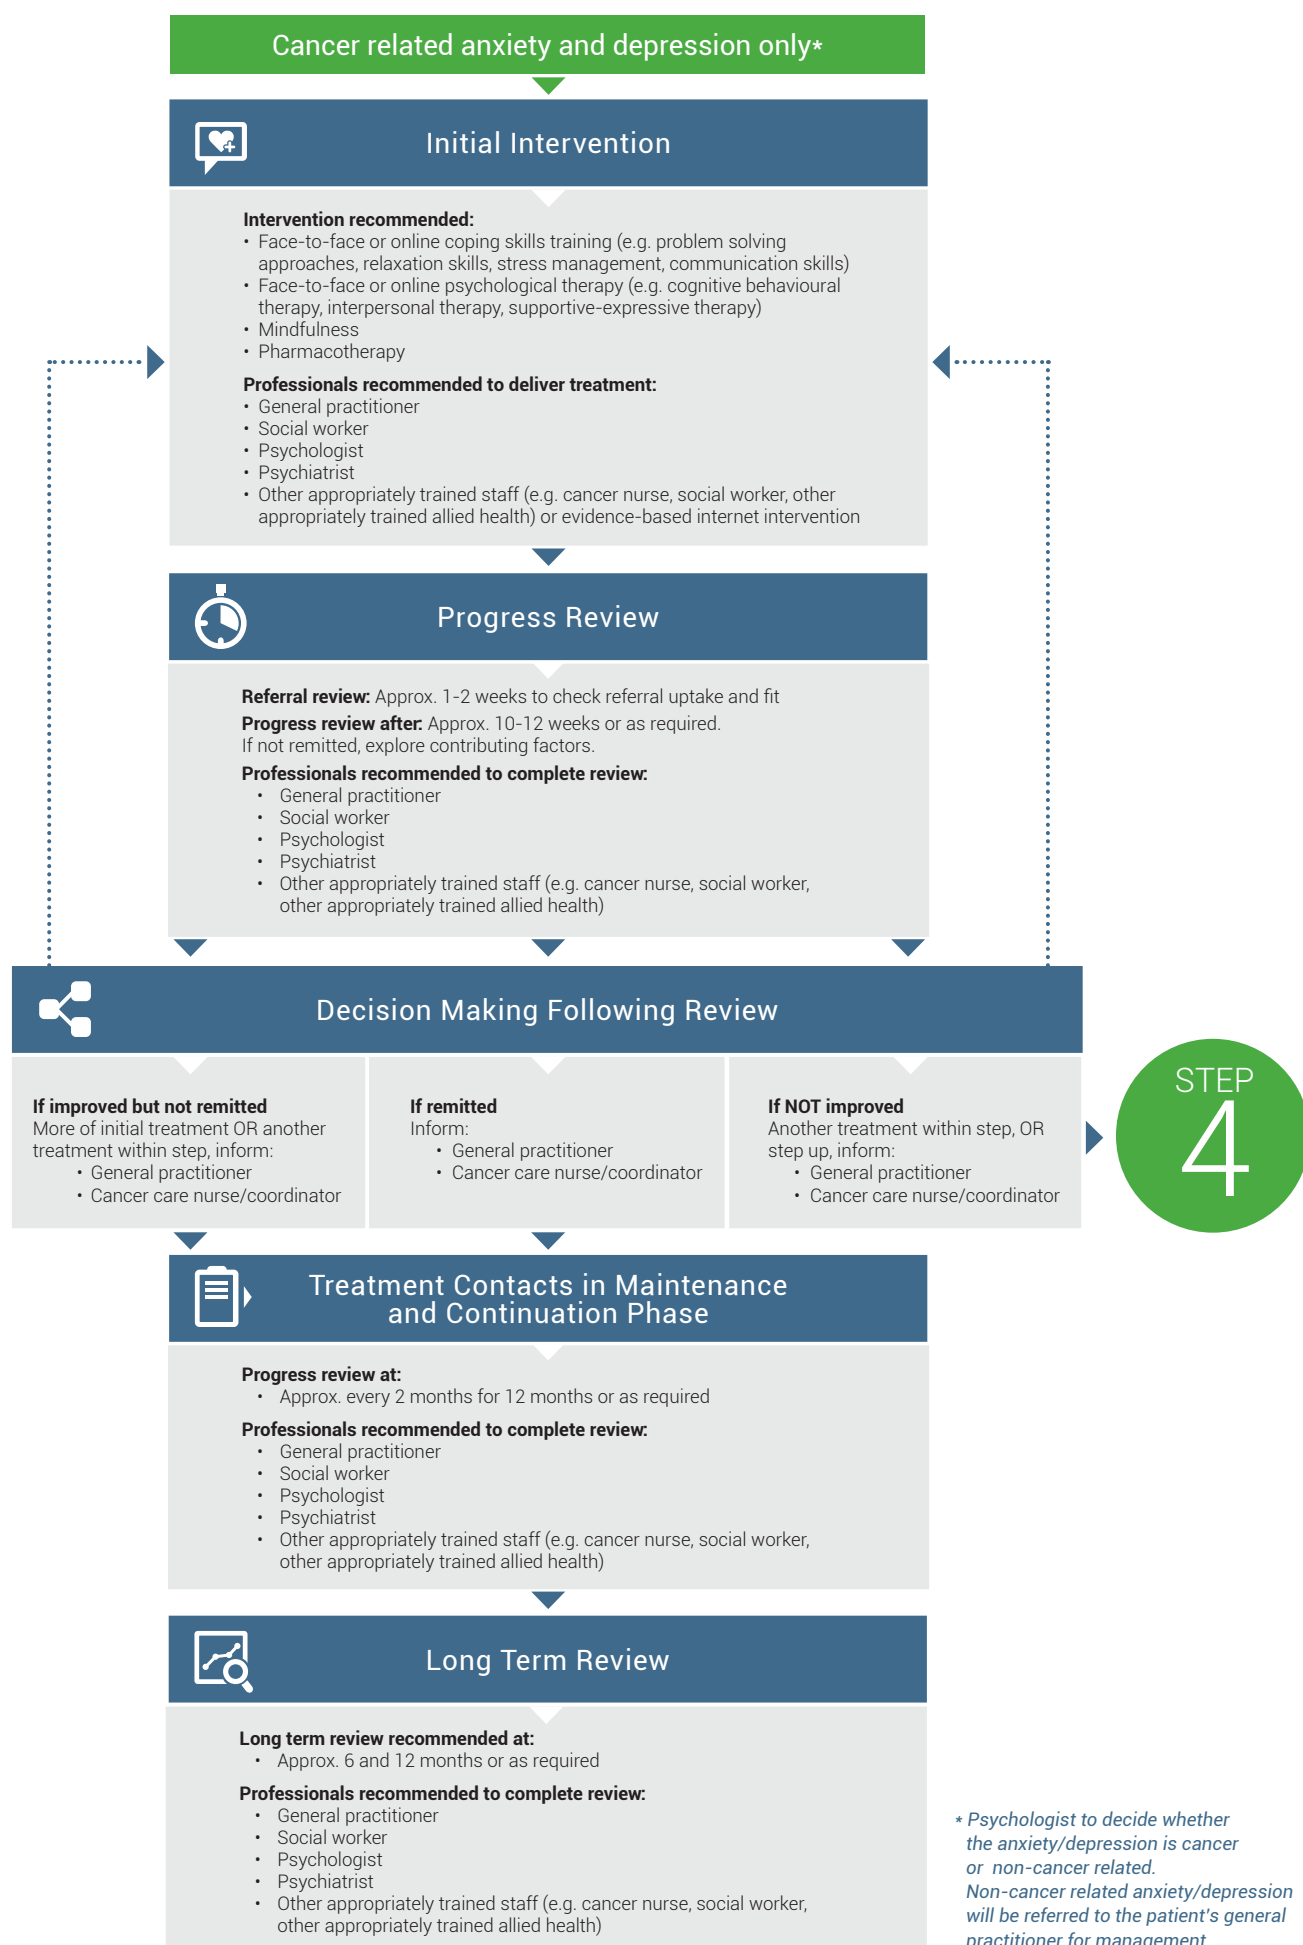 Cancer related anxiety and depression only*
Initial Intervention
Intervention recommended:
• Face-to-face or online coping skills training (e.g. problem solving
approaches, relaxation skills, stress management, communication skills)
• Face-to-face or online psychological therapy (e.g. cognitive behavioural
therapy, interpersonal therapy, supportive-expressive therapy)
• Mindfulness
• Pharmacotherapy
Professionals recommended to deliver treatment:
• General practitioner
• Social worker
• Psychologist
• Psychiatrist
• Other appropriately trained staff (e.g. cancer nurse, social worker, other
appropriately trained allied health) or evidence-based internet intervention
Progress Review
Referral review: Approx. 1-2 weeks to check referral uptake and fit
Progress review after: Approx. 10-12 weeks or as required.
If not remitted, explore contributing factors.
Professionals recommended to complete review:
• General practitioner
• Social worker
• Psychologist
• Psychiatrist
• Other appropriately trained staff (e.g. cancer nurse, social worker,
other appropriately trained allied health)
Decision Making Following Review
If improved but not remitted
More of initial treatment OR another
treatment within step, inform:
• General practitioner
• Cancer care nurse/coordinator
If remitted
Inform:
• General practitioner
• Cancer care nurse/coordinator
If NOT improved
Another treatment within step, OR
step up, inform:
• General practitioner
• Cancer care nurse/coordinator
STEP
4
Treatment Contacts in Maintenance
and Continuation Phase
Progress review at:
• Approx. every 2 months for 12 months or as required
Professionals recommended to complete review:
• General practitioner
• Social worker
• Psychologist
• Psychiatrist
• Other appropriately trained staff (e.g. cancer nurse, social worker,
other appropriately trained allied health)
Long Term Review
Long term review recommended at:
• Approx. 6 and 12 months or as required
Professionals recommended to complete review:
• General practitioner
• Social worker
• Psychologist
• Psychiatrist
• Other appropriately trained staff (e.g. cancer nurse, social worker,
other appropriately trained allied health)
* Psychologist to decide whether
the anxiety/depression is cancer
or non-cancer related.
Non-cancer related anxiety/depression
will be referred to the patient's general
practitioner for management